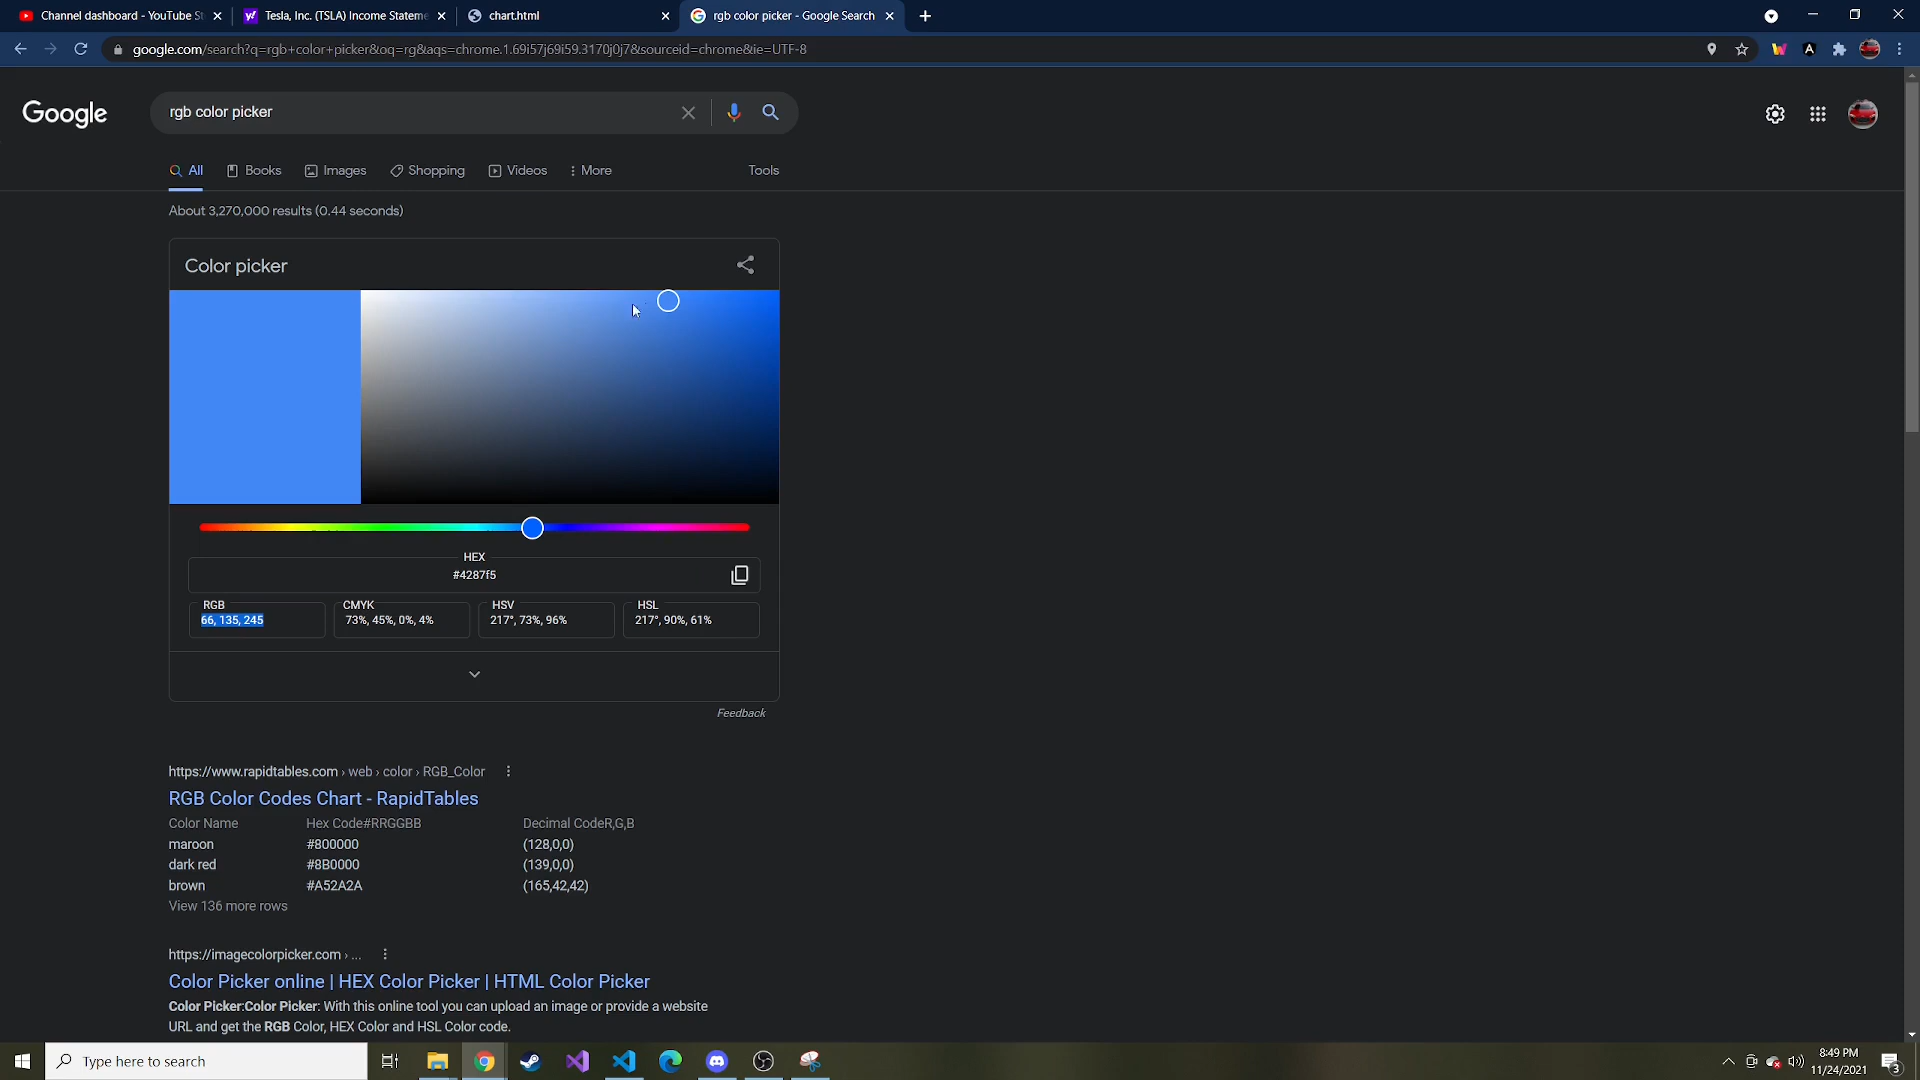 Channel dashboard - YouTube St
Tesla, Inc. (TSLA) Income Stateme
chart.html
rgb color picker - Google Search
google.com/search?q=rgb+color+picker&oq=rg&aqs=chrome.1.69i57j69i59.3170j0j7&sourceid=chrome&ie=UTF-8
Google
rgb color picker
All
Books
Images
Shopping
Videos
More
Tools
About 3,270,000 results (0.44 seconds)
Color picker
HEX
#4287f5
RGB
66, 135, 245
CMYK
73%, 45%, 0%, 4%
HSV
217°, 73%, 96%
HSL
217°, 90%, 61%
Feedback
https://www.rapidtables.com › web › color › RGB_Color
RGB Color Codes Chart - RapidTables
Color Name Hex Code#RRGGBB Decimal CodeR,G,B
maroon #800000 (128,0,0)
dark red #8B0000 (139,0,0)
brown #A52A2A (165,42,42)
View 136 more rows
https://imagecolorpicker.com › ...
Color Picker online | HEX Color Picker | HTML Color Picker
Color Picker:Color Picker: With this online tool you can upload an image or provide a website
URL and get the RGB Color, HEX Color and HSL Color code.
Type here to search
8:49 PM
11/24/2021
3